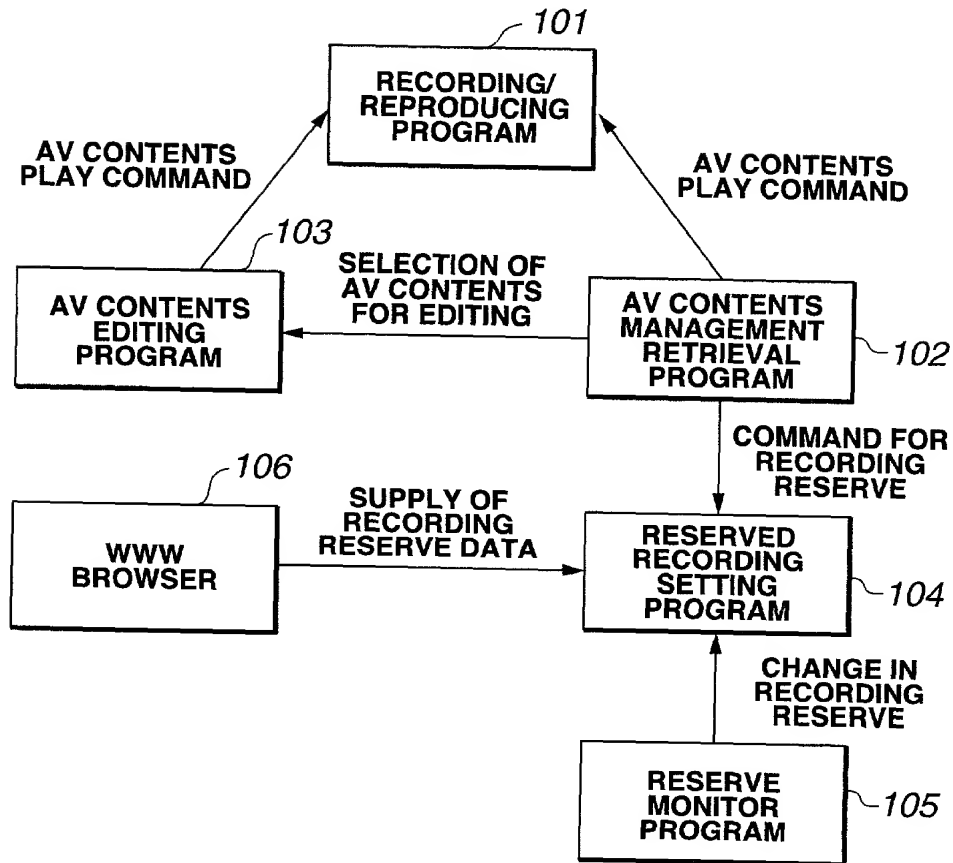 101
RECORDING/
REPRODUCING
PROGRAM
AV CONTENTS
PLAY COMMAND
AV CONTENTS
PLAY COMMAND
103
AV CONTENTS
EDITING
PROGRAM
SELECTION OF
AV CONTENTS
FOR EDITING
AV CONTENTS
MANAGEMENT
RETRIEVAL
PROGRAM
102
COMMAND FOR
RECORDING
RESERVE
106
WWW
BROWSER
SUPPLY OF
RECORDING
RESERVE DATA
RESERVED
RECORDING
SETTING
PROGRAM
104
CHANGE IN
RECORDING
RESERVE
RESERVE
MONITOR
PROGRAM
105